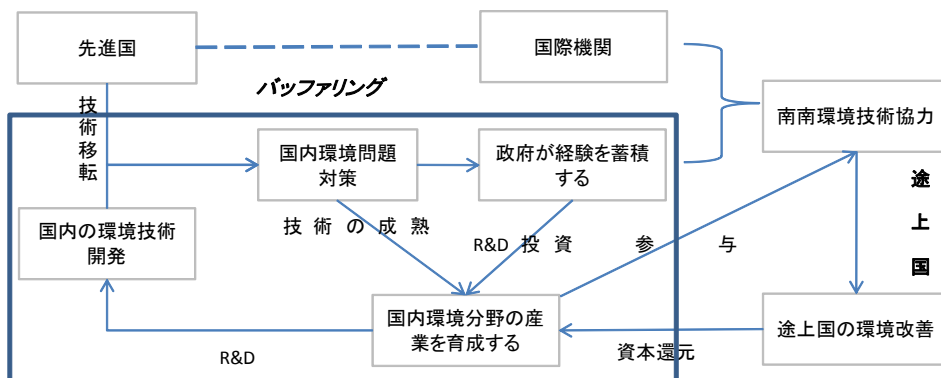 先進国
国際機関
バッファリング
技術移転
南南環境技術協力
国内環境問題
対策
政府が経験を蓄積
する
途上国
国内の環境技術
開発
技術の成熟
R&D投資
参与
国内環境分野の産
業を育成する
途上国の環境改善
R&D
資本還元